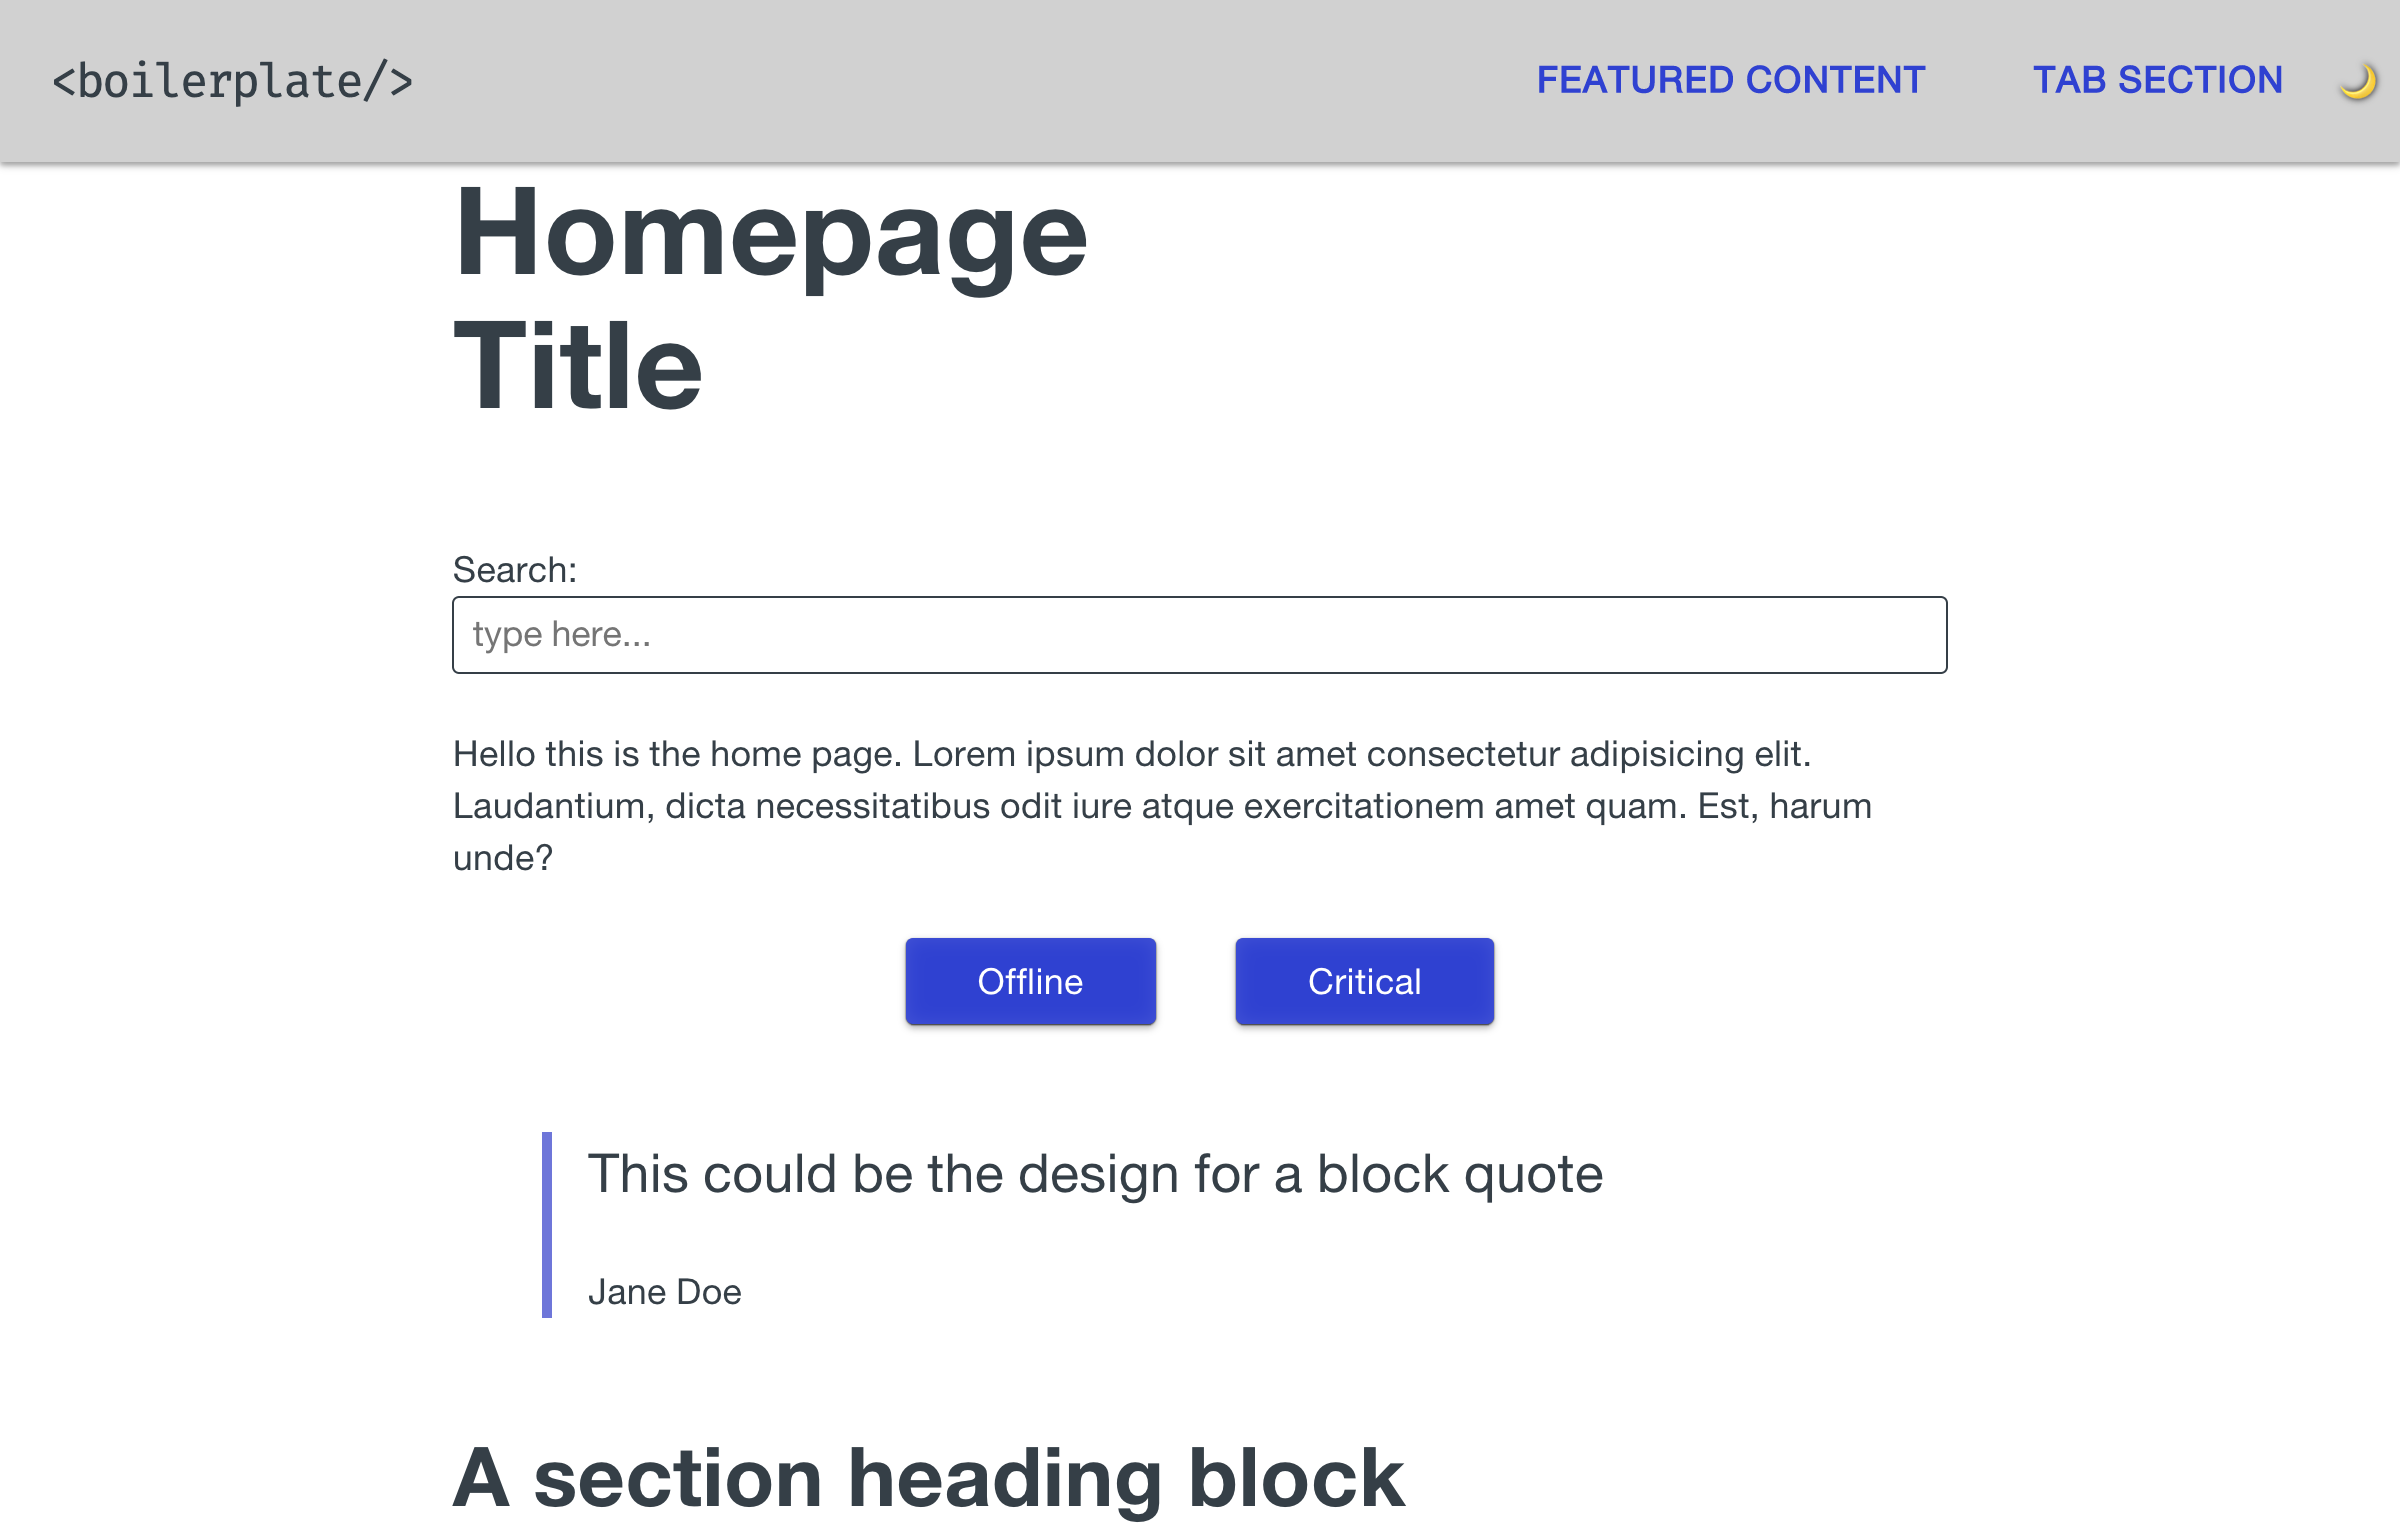 <boilerplate/>
FEATURED CONTENT
TAB SECTION
Homepage
Title
Search:
type here...
Hello this is the home page. Lorem ipsum dolor sit amet consectetur adipisicing elit.
Laudantium, dicta necessitatibus odit iure atque exercitationem amet quam. Est, harum
unde?
Offline
Critical
This could be the design for a block quote
Jane Doe
A section heading block